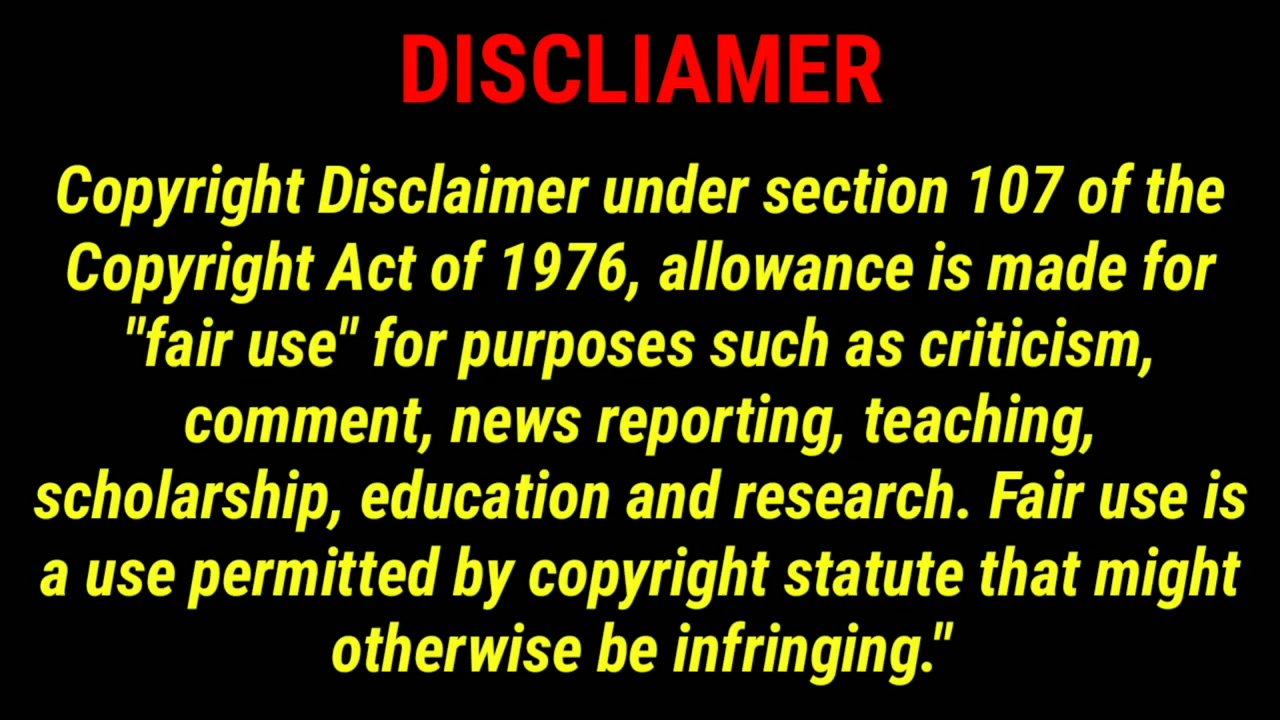 DISCLIAMER
Copyright Disclaimer under section 107 of the
Copyright Act of 1976, allowance is made for
"fair use" for purposes such as criticism,
comment, news reporting, teaching,
scholarship, education and research. Fair use is
a use permitted by copyright statute that might
otherwise be infringing."